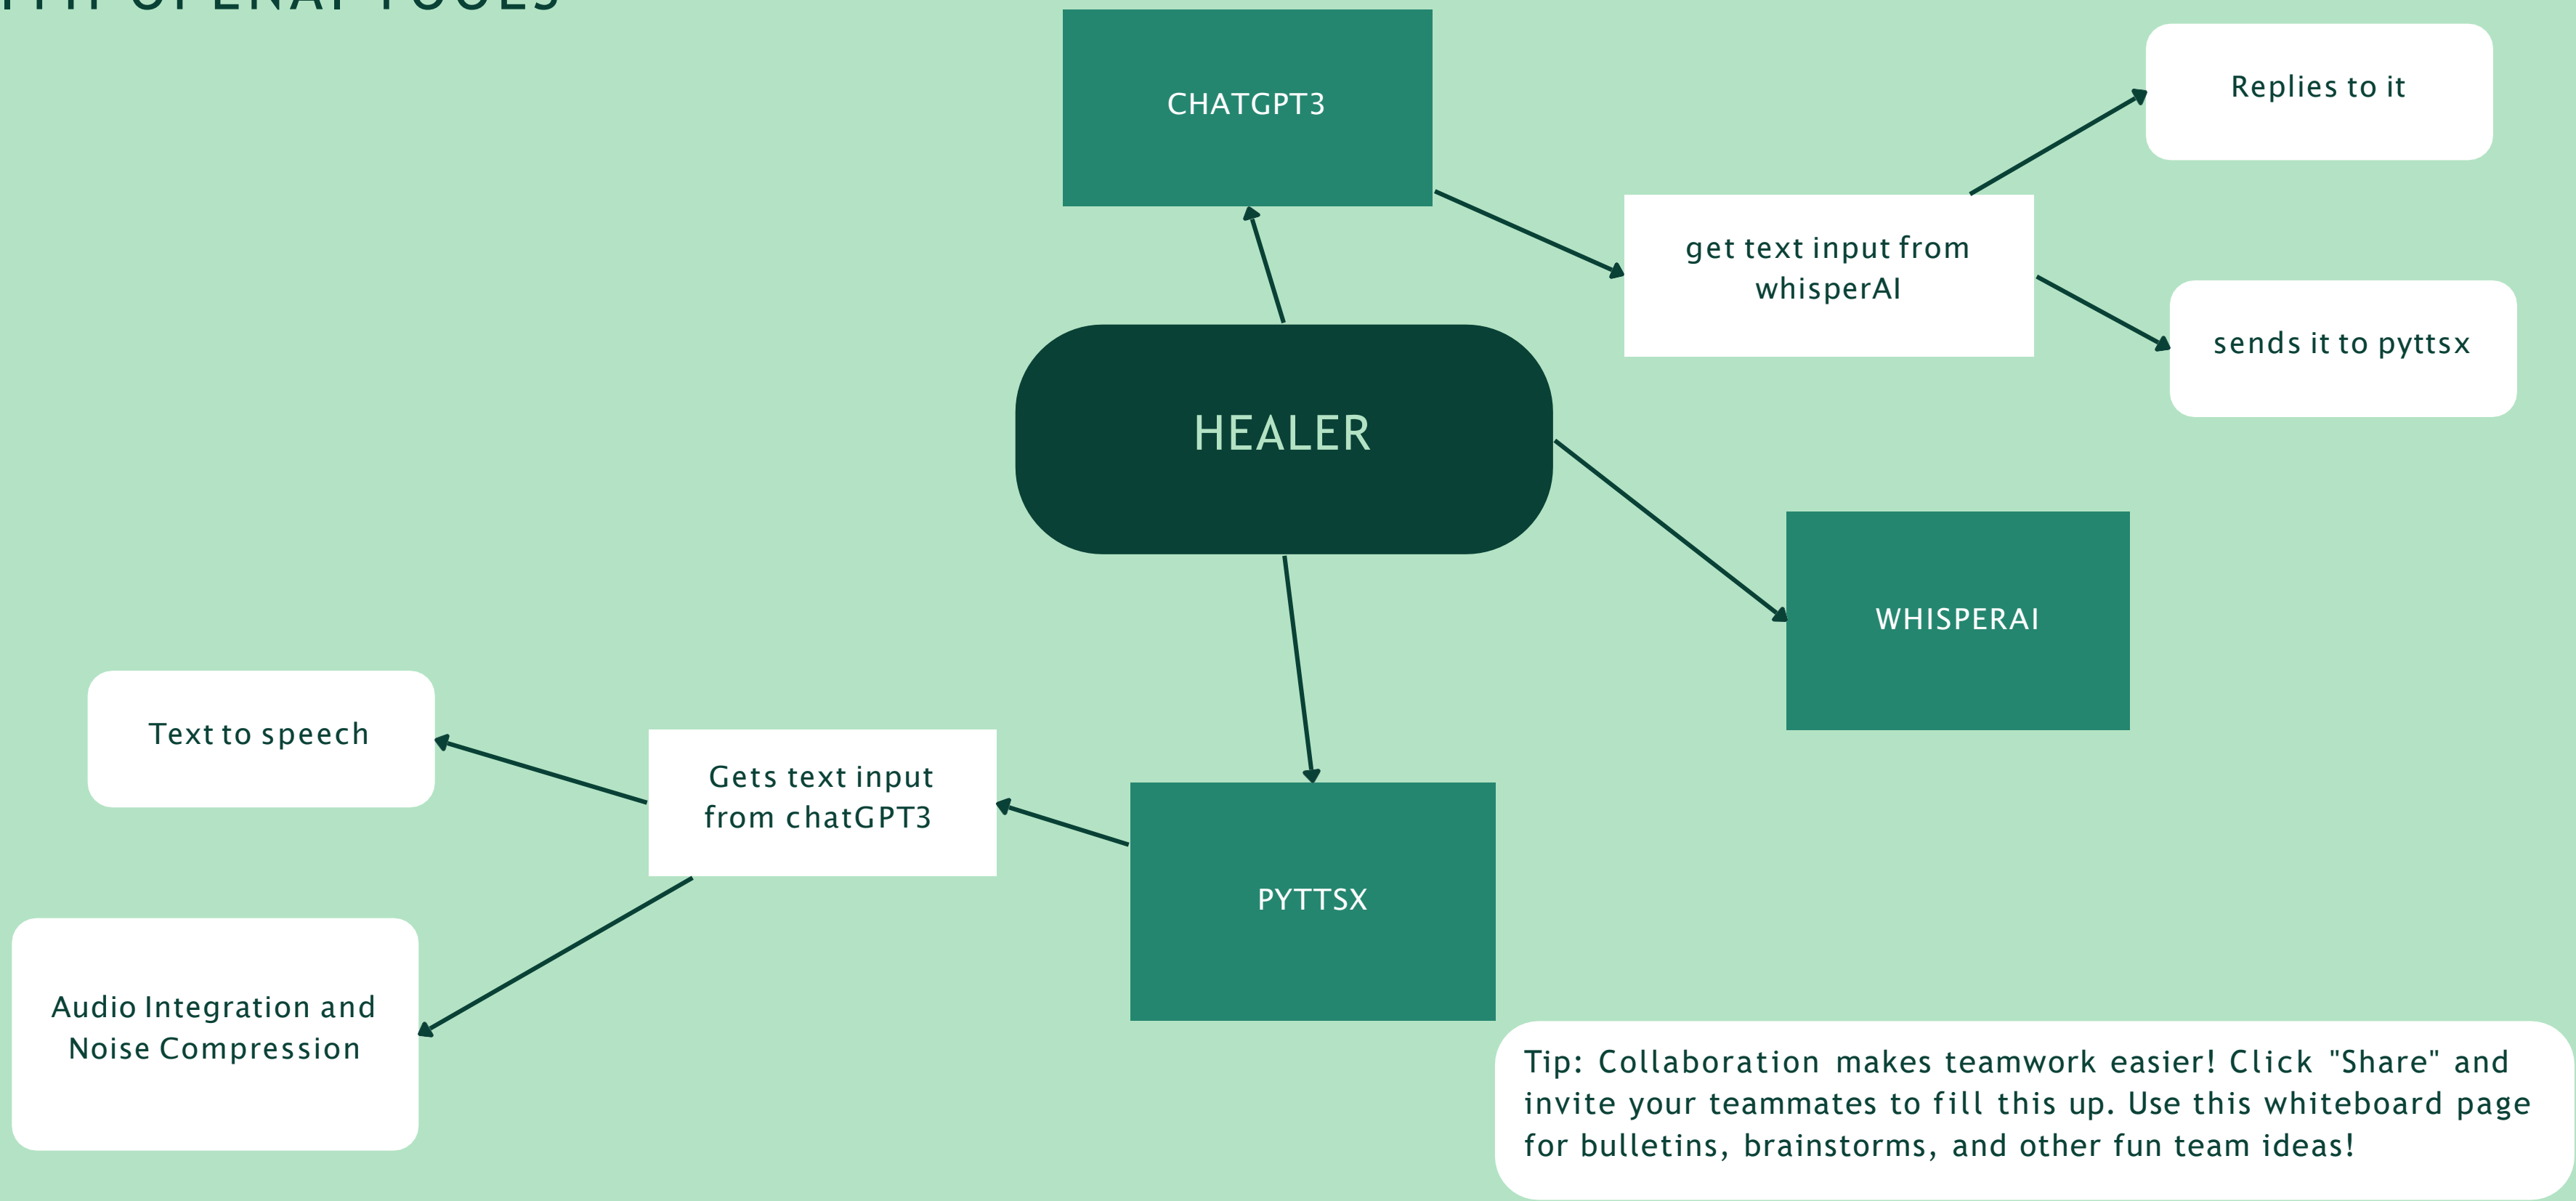 OPENAI TOOLS
CHATGPT3
Replies to it
get text input from
whisperAI
sends it to pyttsx
HEALER
WHISPERAI
Text to speech
Gets text input
from chatGPT3
PYTTSX
Audio Integration and
Noise Compression
Tip: Collaboration makes teamwork easier! Click "Share" and
invite your teammates to fill this up. Use this whiteboard page
for bulletins, brainstorms, and other fun team ideas!